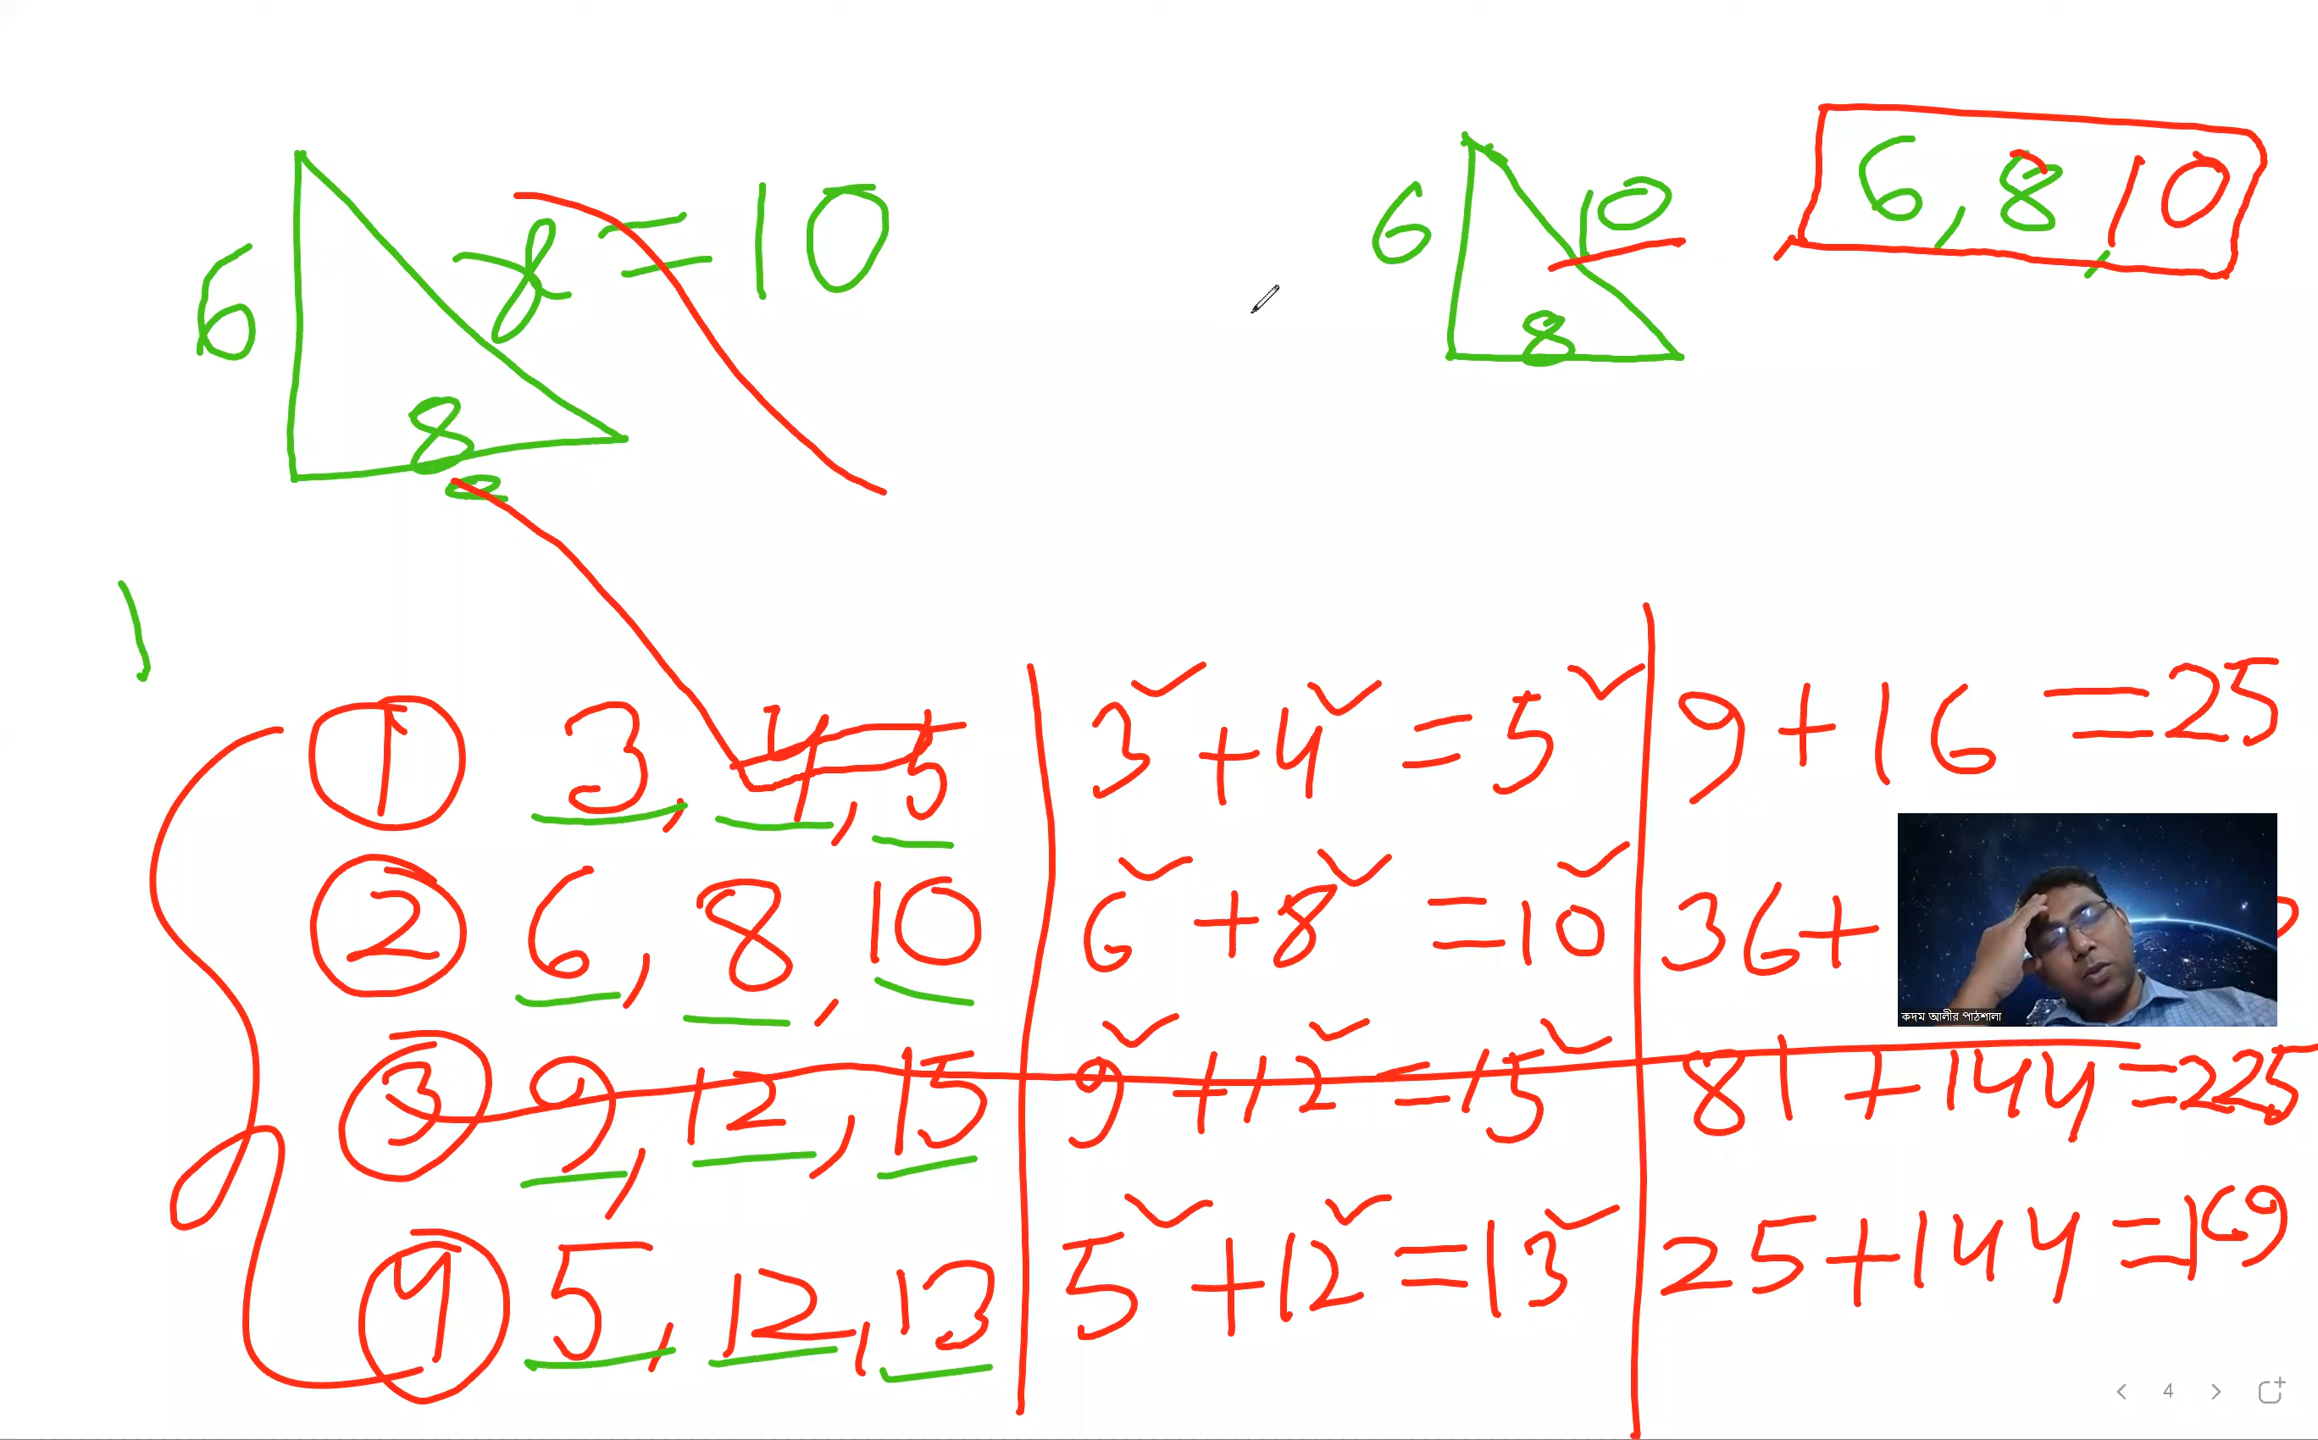 6 x = 10
8
6 10
8
6, 8, 10
1 3, 4, 5 3² + 4² = 5² 9 + 16 = 25
2 6, 8, 10 6² + 8² = 10² 36+
3 9, 12, 15 9² + 12² = 15² 81 + 144 = 225
4 5, 12, 13 5² + 12² = 13² 25 + 144 = 169
কদম আলীর পাঠশালা
4